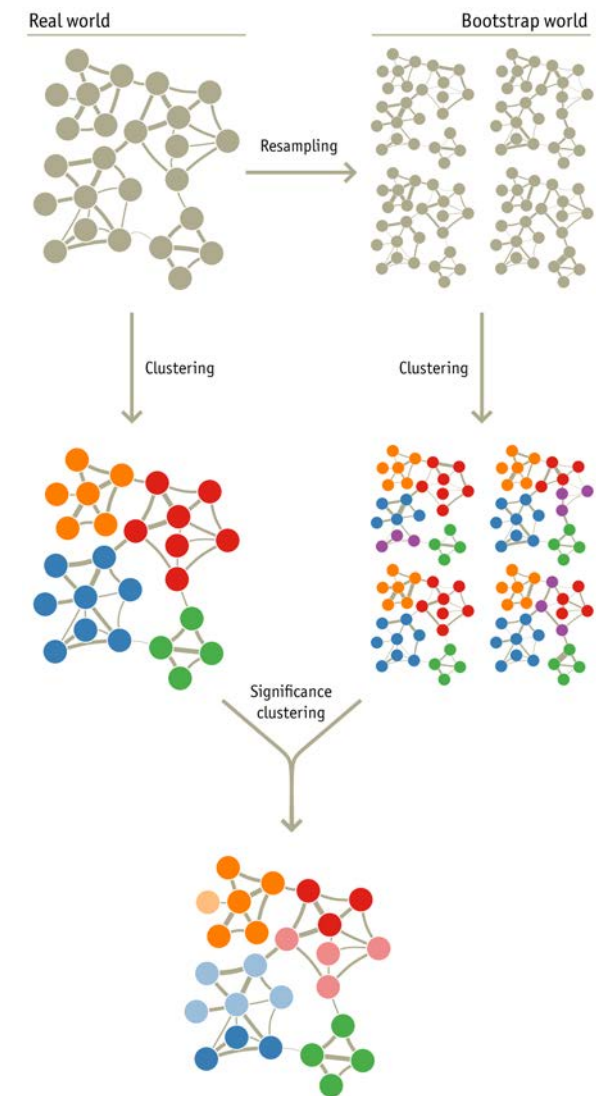 Real world
Bootstrap world
Resampling
Clustering
Clustering
Significance
clustering